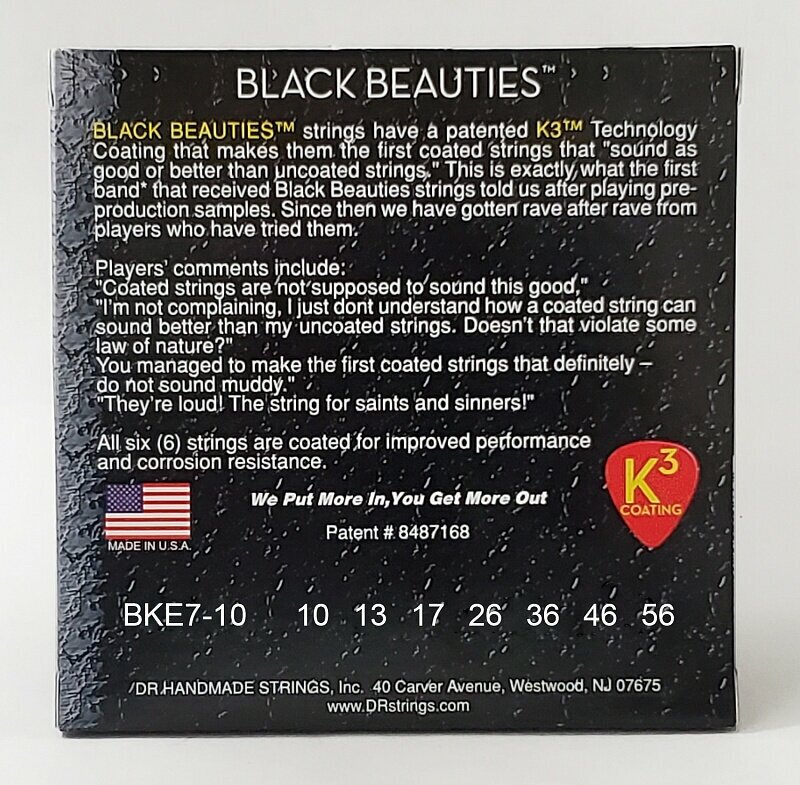 BLACK BEAUTIES™
BLACK BEAUTIES™ strings have a patented K3™ Technology
Coating that makes them the first coated strings that "sound as
good or better than uncoated strings." This is exactly what the first
band* that received Black Beauties strings told us after playing pre-
production samples. Since then we have gotten rave after rave from
players who have tried them.
Players' comments include:
"Coated strings are not supposed to sound this good,"
"I'm not complaining, I just dont understand how a coated string can
sound better than my uncoated strings. Doesn't that violate some
law of nature?"
You managed to make the first coated strings that definitely –
do not sound muddy."
"They're loud! The string for saints and sinners!"
All six (6) strings are coated for improved performance
and corrosion resistance.
K3
COATING
We Put More In, You Get More Out
Patent # 8487168
MADE IN U.S.A.
BKE7-10 10 13 17 26 36 46 56
DR HANDMADE STRINGS, Inc. 40 Carver Avenue, Westwood, NJ 07675
www.DRstrings.com